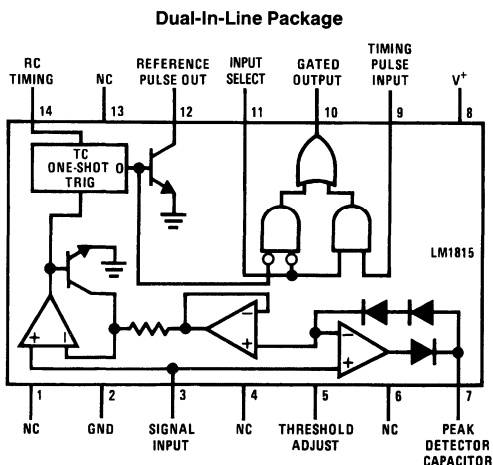 Dual-In-Line Package
RC
TIMING
NC
REFERENCE
PULSE OUT
INPUT
SELECT
GATED
OUTPUT
TIMING
PULSE
INPUT
V+
14
13
12
11
10
9
8
TC
ONE-SHOT O
TRIG
LM1815
+
−
−
+
−
+
1
2
3
4
5
6
7
NC
GND
SIGNAL
INPUT
NC
THRESHOLD
ADJUST
NC
PEAK
DETECTOR
CAPACITOR